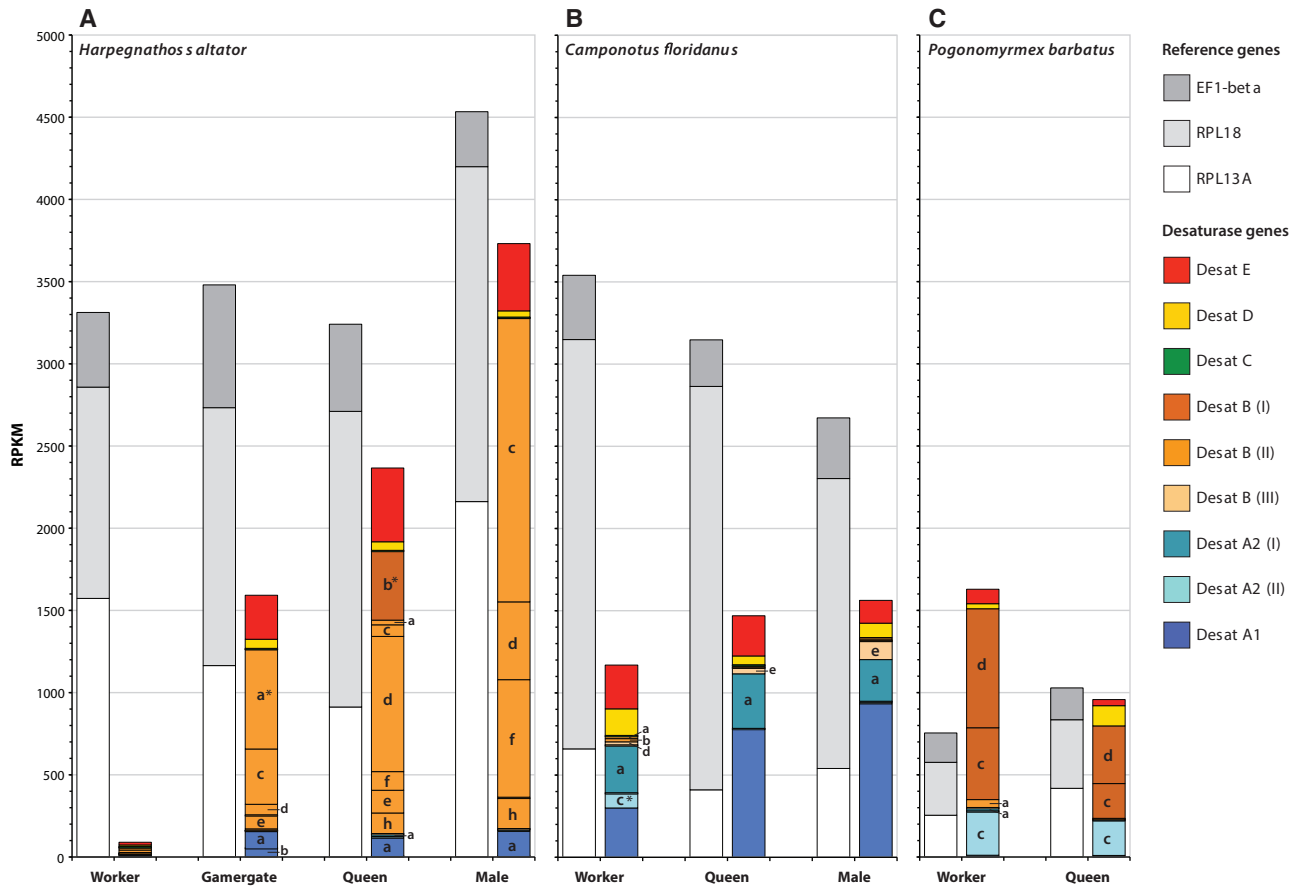 A
B
C
Harpegnathos s altator
Camponotus floridanus
Pogonomyrmex barbatus
RPKM
5000
4500
4000
3500
3000
2500
2000
1500
1000
500
0
a*
c
d
e
a
b
b*
a
c
d
f
e
h
a
a
c
d
f
h
a
a
b
d
a
c*
e
a
e
a
d
c
a
a
c
d
c
c
Worker
Gamergate
Queen
Male
Worker
Queen
Male
Worker
Queen
Reference genes
EF1-bet a
RPL18
RPL13A
Desaturase genes
Desat E
Desat D
Desat C
Desat B (I)
Desat B (II)
Desat B (III)
Desat A2 (I)
Desat A2 (II)
Desat A1